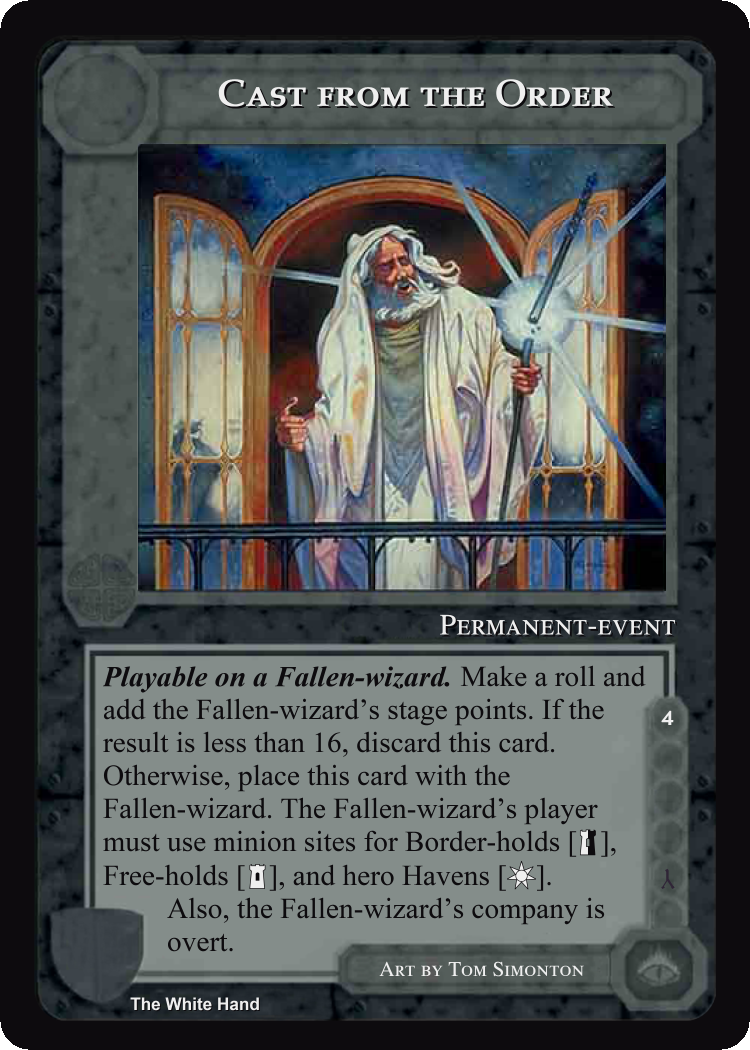 Cast from the Order
Permanent-event
Playable on a Fallen-wizard. Make a roll and
add the Fallen-wizard's stage points. If the
result is less than 16, discard this card.
Otherwise, place this card with the
Fallen-wizard. The Fallen-wizard's player
must use minion sites for Border-holds [ ],
Free-holds [ ], and hero Havens [ ].
Also, the Fallen-wizard's company is
overt.
4
Art by Tom Simonton
The White Hand